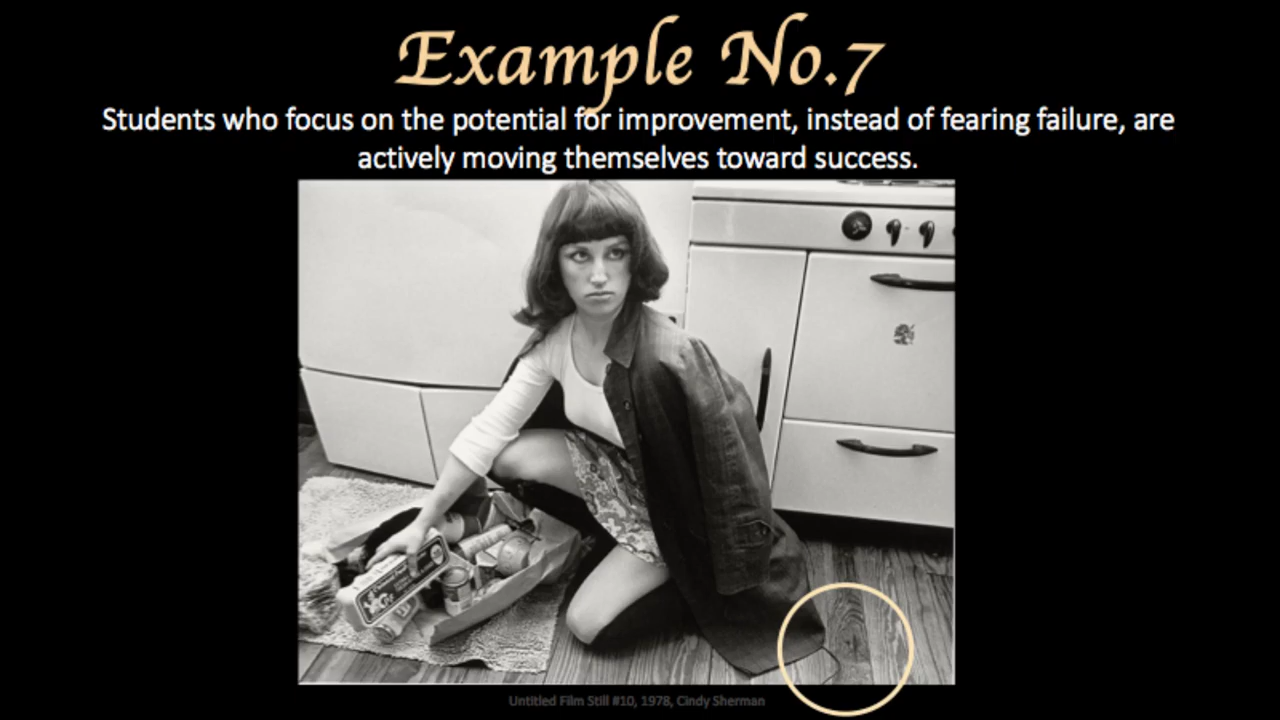 Example No.7
Students who focus on the potential for improvement, instead of fearing failure, are
actively moving themselves toward success.
Untitled Film Still #10, 1978, Cindy Sherman